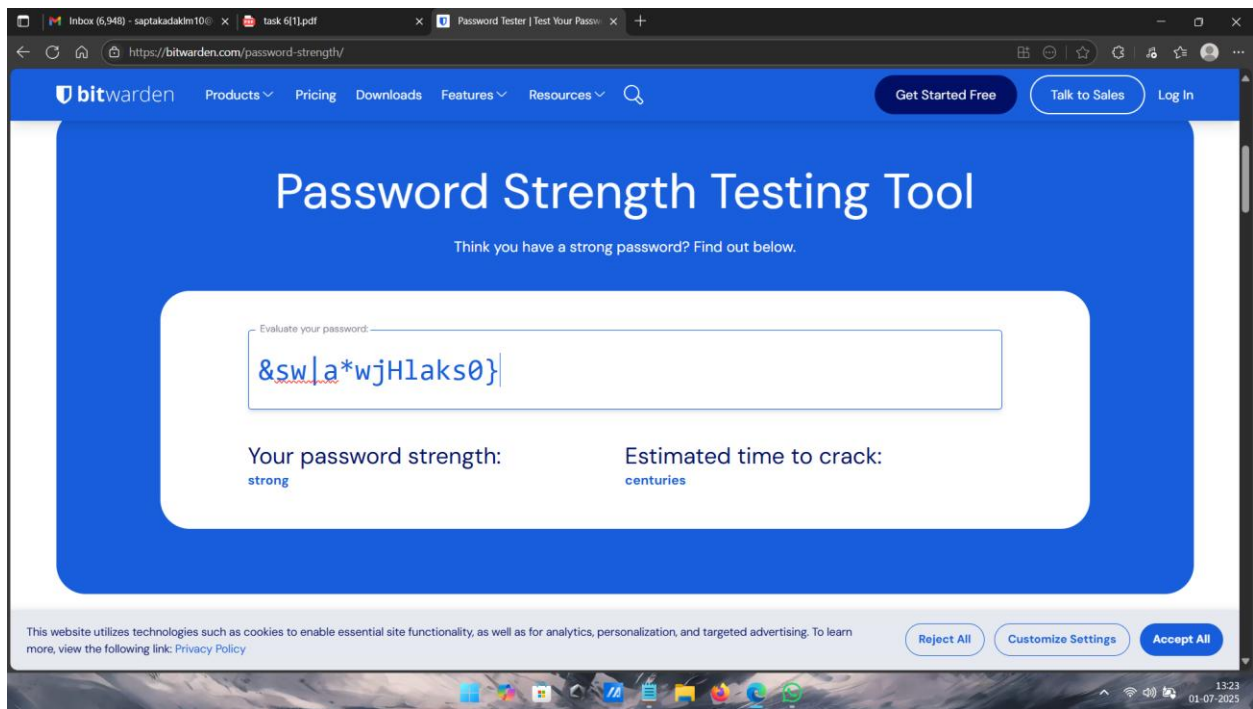 Inbox (6,948) - saptakadaklm10@
task 6[1].pdf
Password Tester | Test Your Passw
https://bitwarden.com/password-strength/
bitwarden Products Pricing Downloads Features Resources Get Started Free Talk to Sales Log In
Password Strength Testing Tool
Think you have a strong password? Find out below.
Evaluate your password:
&sw|a*wjHlaks0}
Your password strength: Estimated time to crack:
strong centuries
This website utilizes technologies such as cookies to enable essential site functionality, as well as for analytics, personalization, and targeted advertising. To learn
more, view the following link: Privacy Policy
Reject All Customize Settings Accept All
13:23
01-07-2025